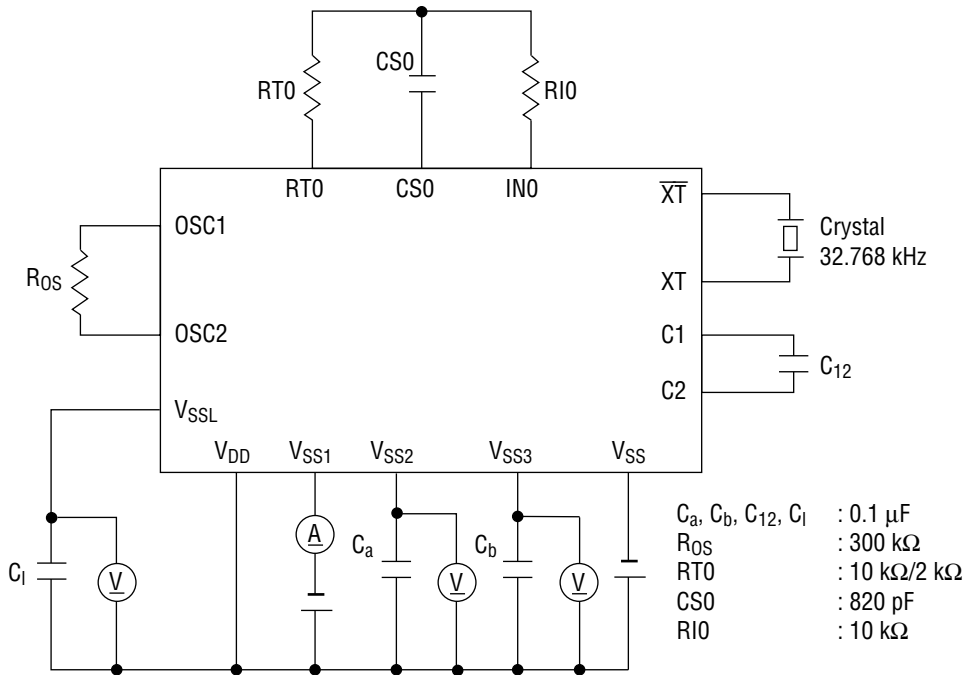 CS0
RT0
RI0
RT0 CS0 IN0
X̅T̅
OSC1
Crystal
32.768 kHz
R_OS
XT
OSC2
C1
C_12
C2
V_SSL
V_DD V_SS1 V_SS2 V_SS3 V_SS
A
C_a
C_b
C_l
V
V
V
C_a, C_b, C_12, C_l : 0.1 μF
R_OS : 300 kΩ
RT0 : 10 kΩ/2 kΩ
CS0 : 820 pF
RI0 : 10 kΩ